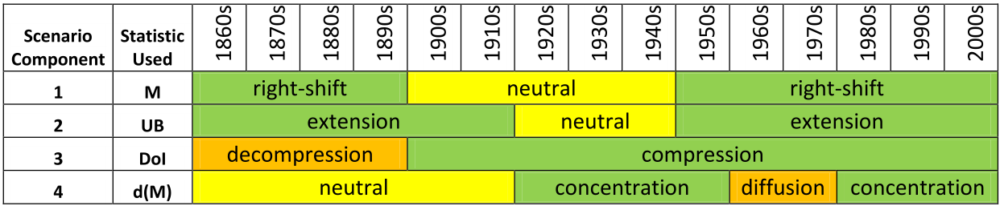 Scenario Component Statistic Used 1860s 1870s 1880s 1890s 1900s 1910s 1920s 1930s 1940s 1950s 1960s 1970s 1980s 1990s 2000s
1 M right-shift neutral right-shift
2 UB extension neutral extension
3 DoI decompression compression
4 d(M) neutral concentration diffusion concentration